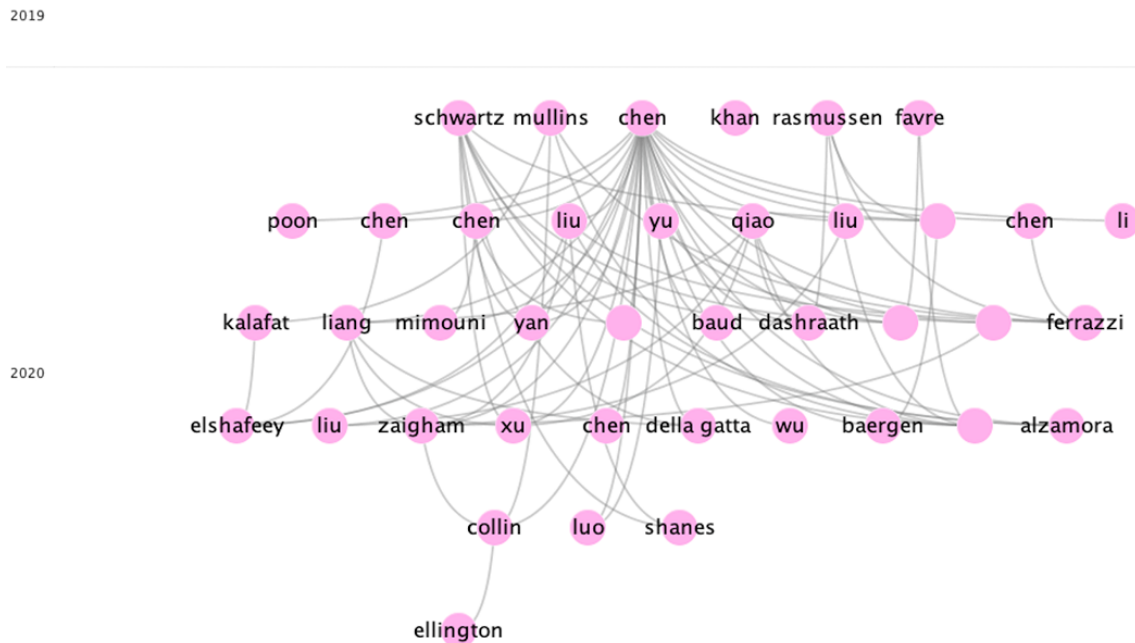 2019
schwartz mullins chen khan rasmussen favre
poon chen chen liu yu qiao liu chen li
kalafat liang mimouni yan baud dashraath ferrazzi
2020
elshafeey liu zaigham xu chen della gatta wu baergen alzamora
collin luo shanes
ellington